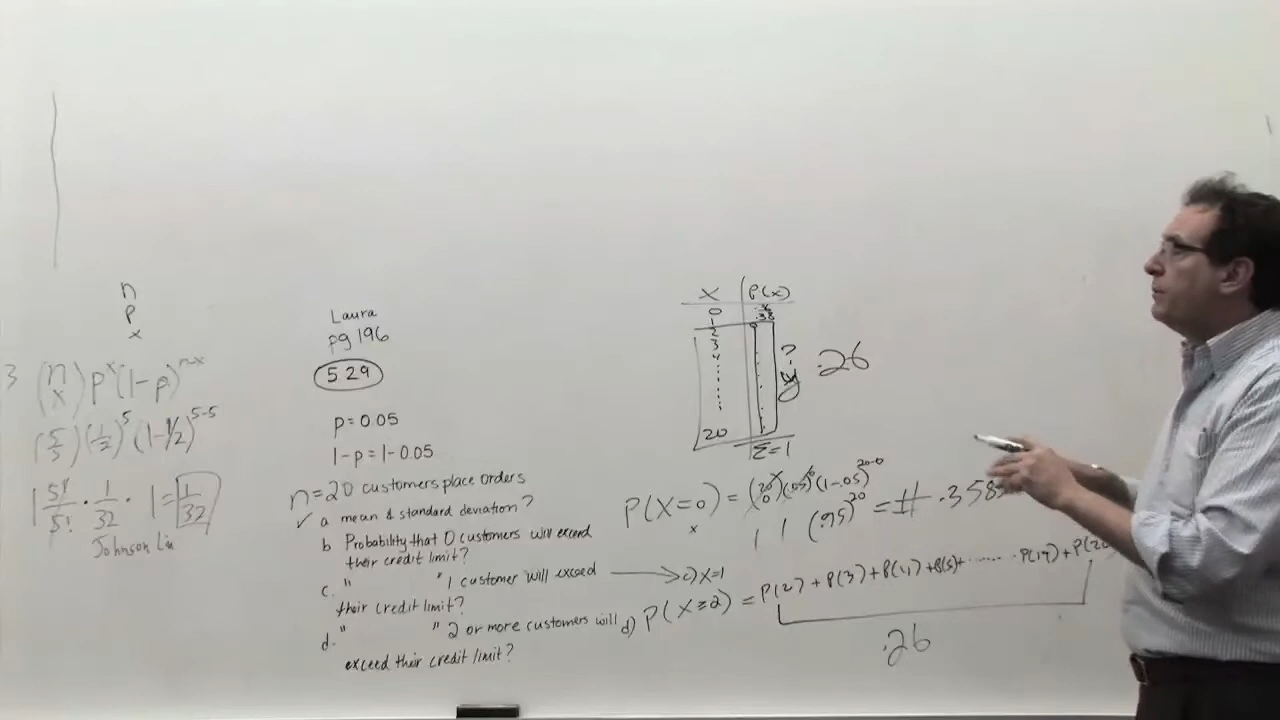 n
p
x
3 (n x) p^x (1-p)^{n-x}
(5 5) (1/2)^5 (1-1/2)^{5-5}
1 5!/5! · 1/32 · 1 = 1/32
Johnson Liu
Laura
pg 196
5.29
p=0.05
1-p=1-0.05
n=20 customers place orders
✓ a mean & standard deviation?
b Probability that 0 customers will exceed
their credit limit?
c. " " 1 customer will exceed
their credit limit?
d. " " 2 or more customers will
exceed their credit limit?
X P(x)
0
1
2
3
20
Σ=1
?
.26
P(X=0) = (20 0)(.05)^0(1-.05)^{20-0}
x
1 1 (.95)^20 = # .358
→ c) X=1
d) P(X≥2) = P(2) + P(3) + P(4) + P(5) + ....... P(19) + P(20
.26